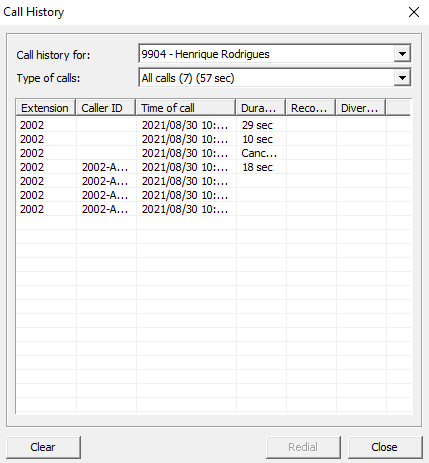 Call History
Call history for: 9904 - Henrique Rodrigues
Type of calls: All calls (7) (57 sec)
Extension Caller ID Time of call Dura... Reco... Diver...
2002 2021/08/30 10:... 29 sec
2002 2021/08/30 10:... 10 sec
2002 2021/08/30 10:... Canc...
2002 2002-A... 2021/08/30 10:... 18 sec
2002 2002-A... 2021/08/30 10:...
2002 2002-A... 2021/08/30 10:...
2002 2002-A... 2021/08/30 10:...
Clear Redial Close